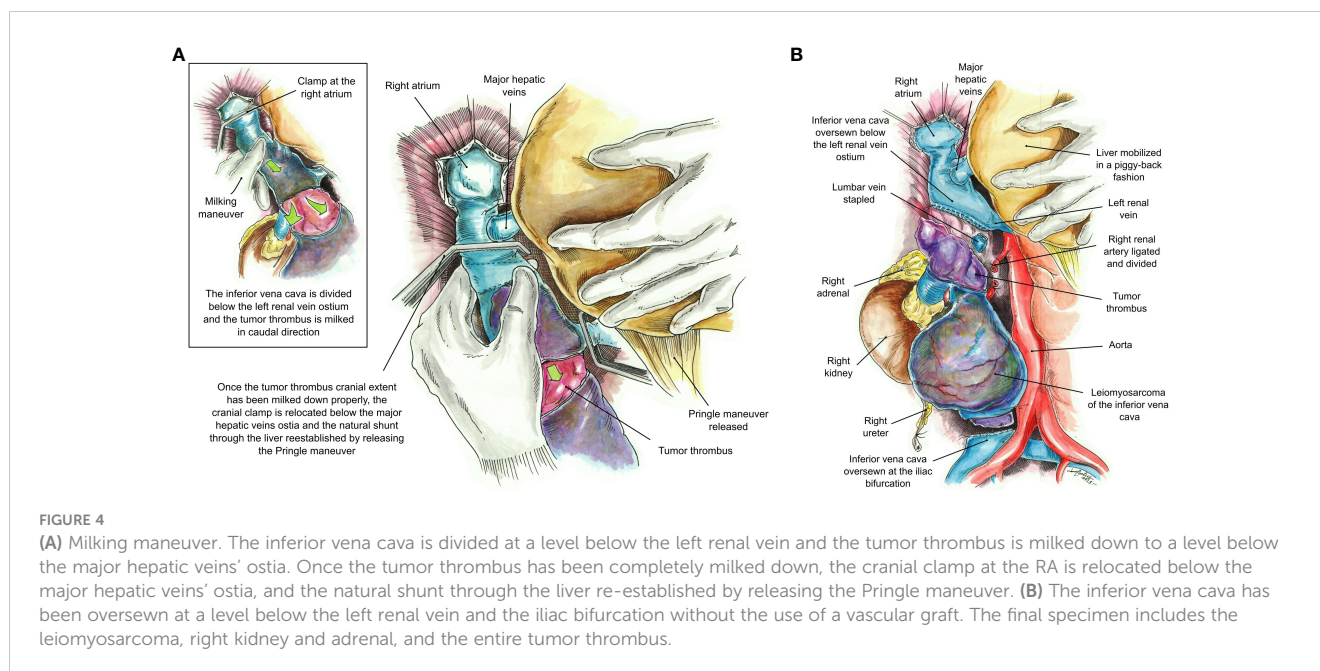 A
Clamp at the
right atrium
Milking
maneuver
The inferior vena cava is divided
below the left renal vein ostium
and the tumor thrombus is milked
in caudal direction
Right atrium
Major hepatic
veins
Once the tumor thrombus cranial extent
has been milked down properly, the
cranial clamp is relocated below the major
hepatic veins ostia and the natural shunt
through the liver reestablished by releasing
the Pringle maneuver
Pringle maneuver
released
Tumor thrombus
B
Right
atrium
Major
hepatic
veins
Inferior vena cava
oversewn below
the left renal vein
ostium
Lumbar vein
stapled
Right
adrenal
Right
kidney
Right
ureter
Inferior vena cava
oversewn at the iliac
bifurcation
Liver mobilized
in a piggy-back
fashion
Left renal
vein
Right renal
artery ligated
and divided
Tumor
thrombus
Aorta
Leiomyosarcoma
of the inferior vena
cava
FIGURE 4
(A) Milking maneuver. The inferior vena cava is divided at a level below the left renal vein and the tumor thrombus is milked down to a level below
the major hepatic veins' ostia. Once the tumor thrombus has been completely milked down, the cranial clamp at the RA is relocated below the
major hepatic veins' ostia, and the natural shunt through the liver re-established by releasing the Pringle maneuver. (B) The inferior vena cava has
been oversewn at a level below the left renal vein and the iliac bifurcation without the use of a vascular graft. The final specimen includes the
leiomyosarcoma, right kidney and adrenal, and the entire tumor thrombus.